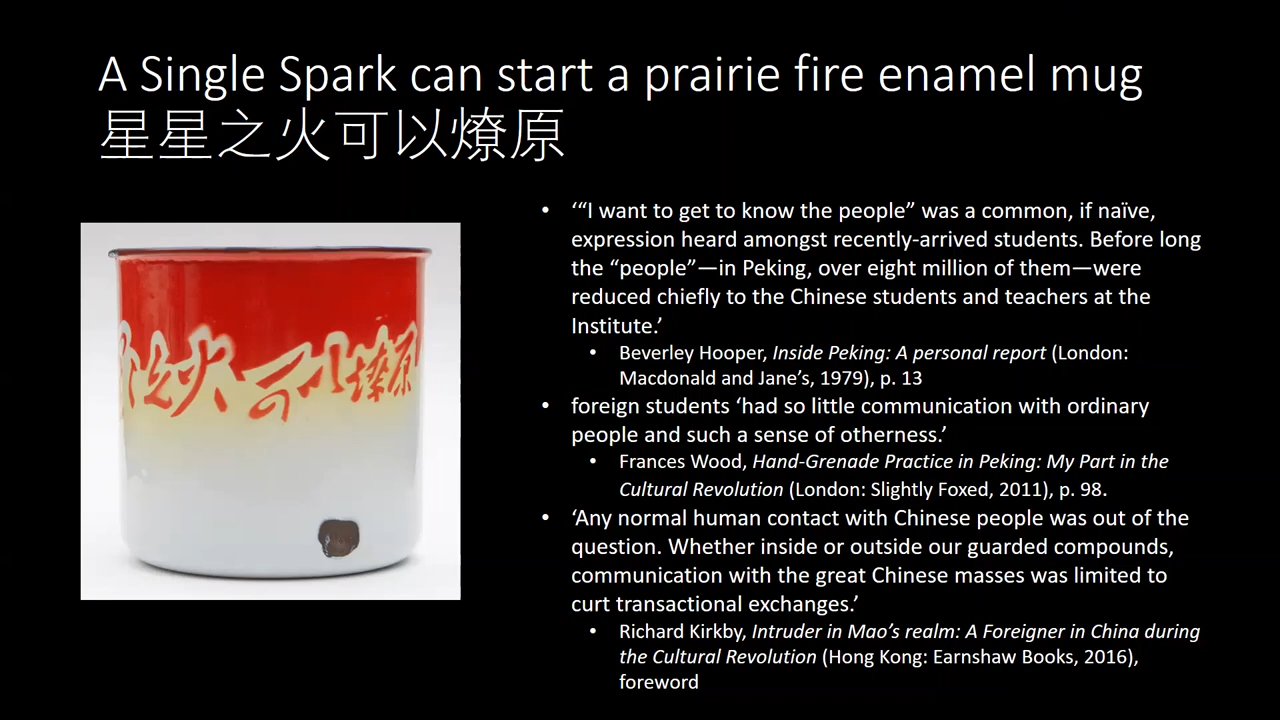 A Single Spark can start a prairie fire enamel mug
星星之火可以燎原
之火可以燎原
• ‘“I want to get to know the people” was a common, if naïve,
expression heard amongst recently-arrived students. Before long
the “people”—in Peking, over eight million of them—were
reduced chiefly to the Chinese students and teachers at the
Institute.’
• Beverley Hooper, Inside Peking: A personal report (London:
Macdonald and Jane’s, 1979), p. 13
• foreign students ‘had so little communication with ordinary
people and such a sense of otherness.’
• Frances Wood, Hand-Grenade Practice in Peking: My Part in the
Cultural Revolution (London: Slightly Foxed, 2011), p. 98.
• ‘Any normal human contact with Chinese people was out of the
question. Whether inside or outside our guarded compounds,
communication with the great Chinese masses was limited to
curt transactional exchanges.’
• Richard Kirkby, Intruder in Mao’s realm: A Foreigner in China during
the Cultural Revolution (Hong Kong: Earnshaw Books, 2016),
foreword